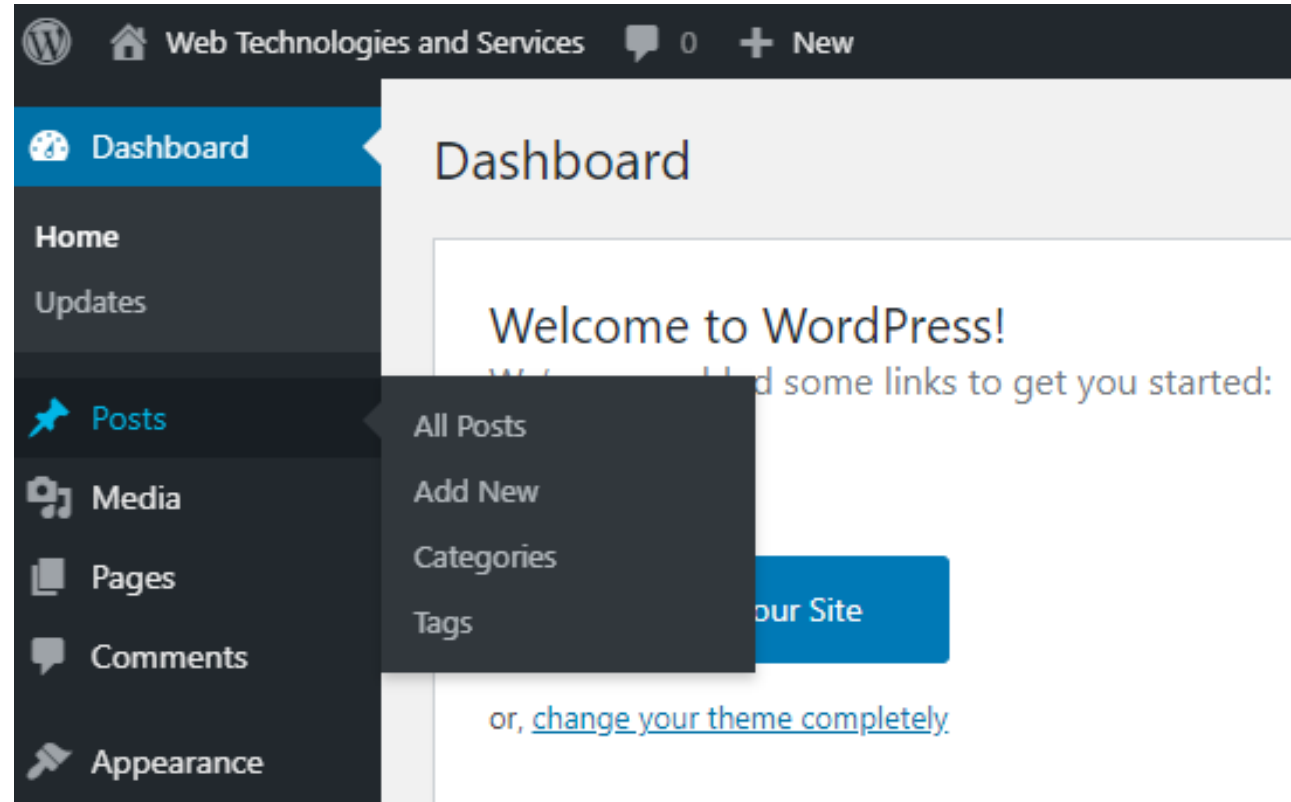 Web Technologies and Services 0 + New
Dashboard
Home
Updates
Posts
Media
Pages
Comments
Appearance
All Posts
Add New
Categories
Tags
Dashboard
Welcome to WordPress!
some links to get you started:
our Site
or, change your theme completely